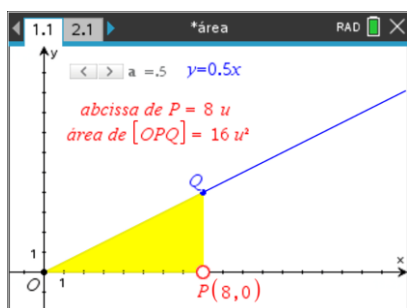 1.1 2.1 *área RAD
y
< > a =.5 y=0.5x
abcissa de P = 8 u
área de [OPQ] = 16 u²
Q
1
x
O 1
P(8,0)